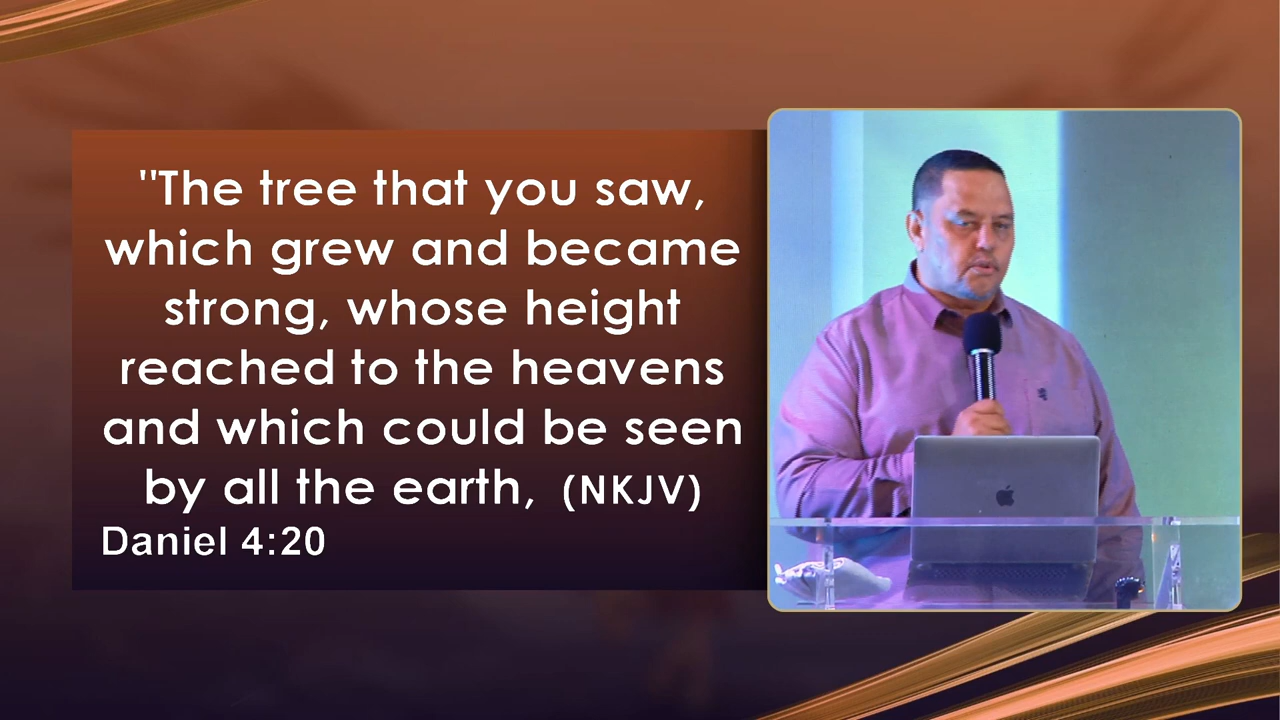 "The tree that you saw,
which grew and became
strong, whose height
reached to the heavens
and which could be seen
by all the earth, (NKJV)
Daniel 4:20